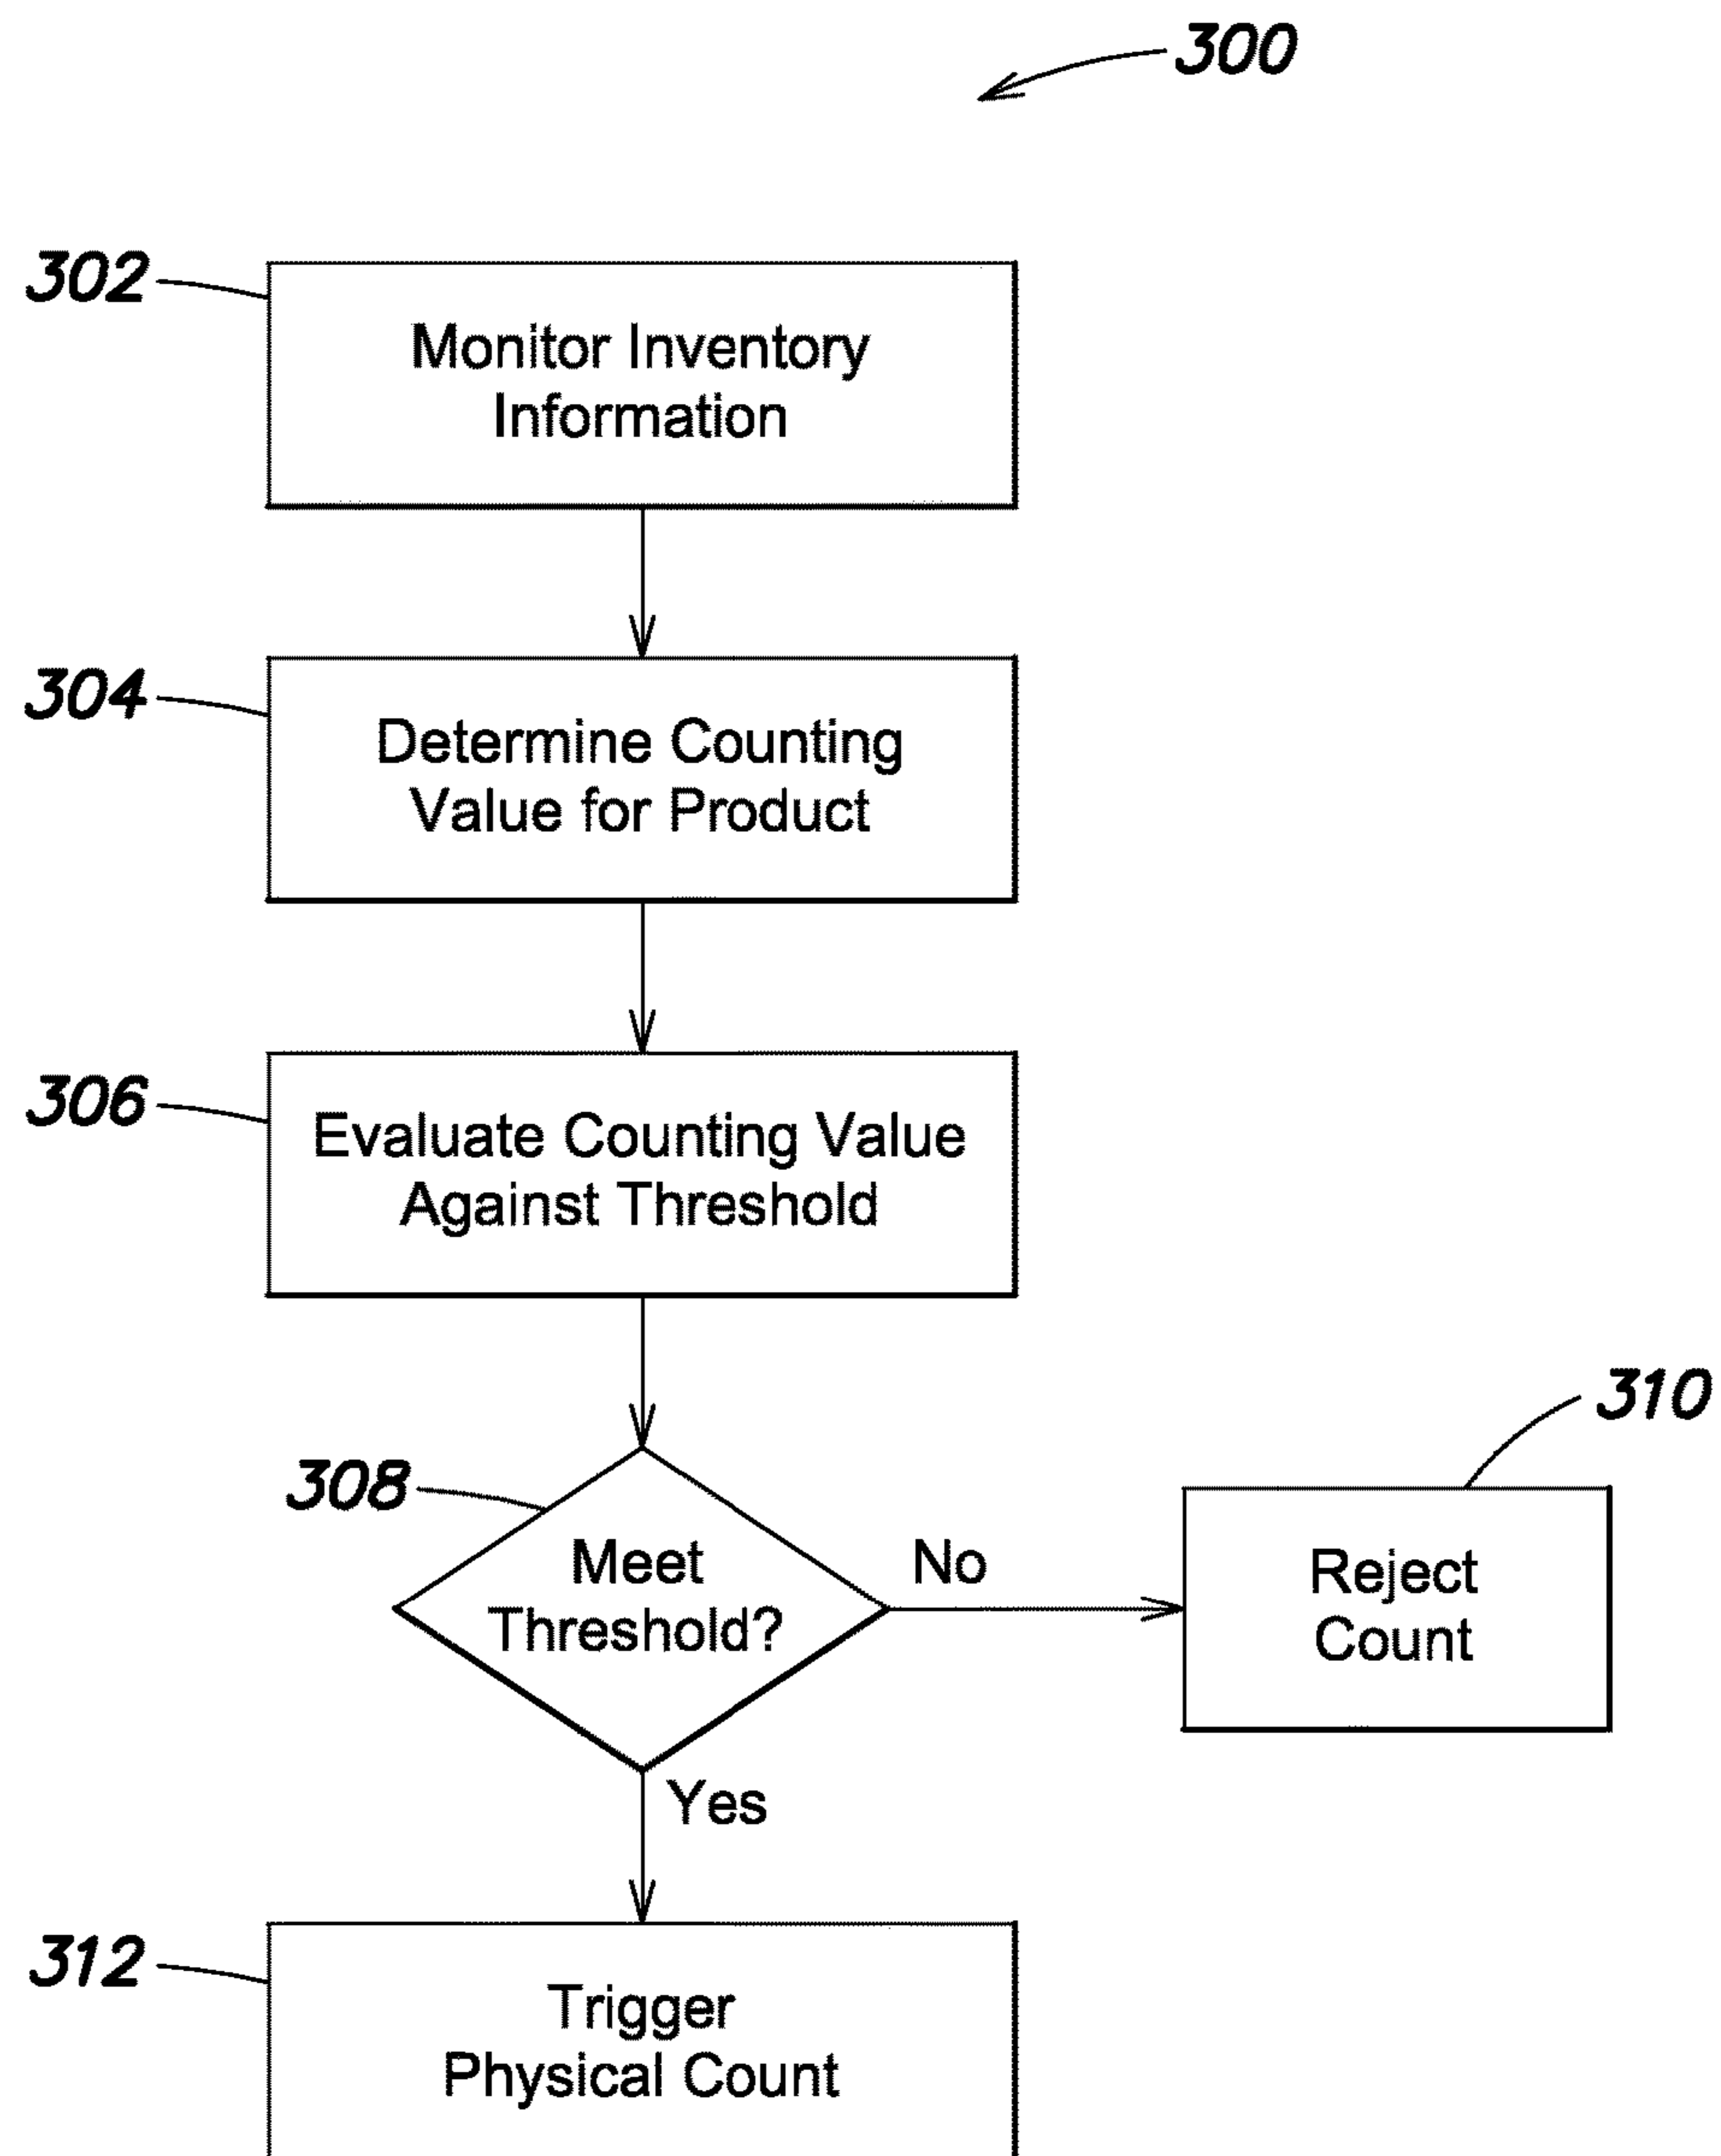 300
302
Monitor Inventory
Information
304
Determine Counting
Value for Product
306
Evaluate Counting Value
Against Threshold
308
Meet
Threshold?
No
310
Reject
Count
Yes
312
Trigger
Physical Count